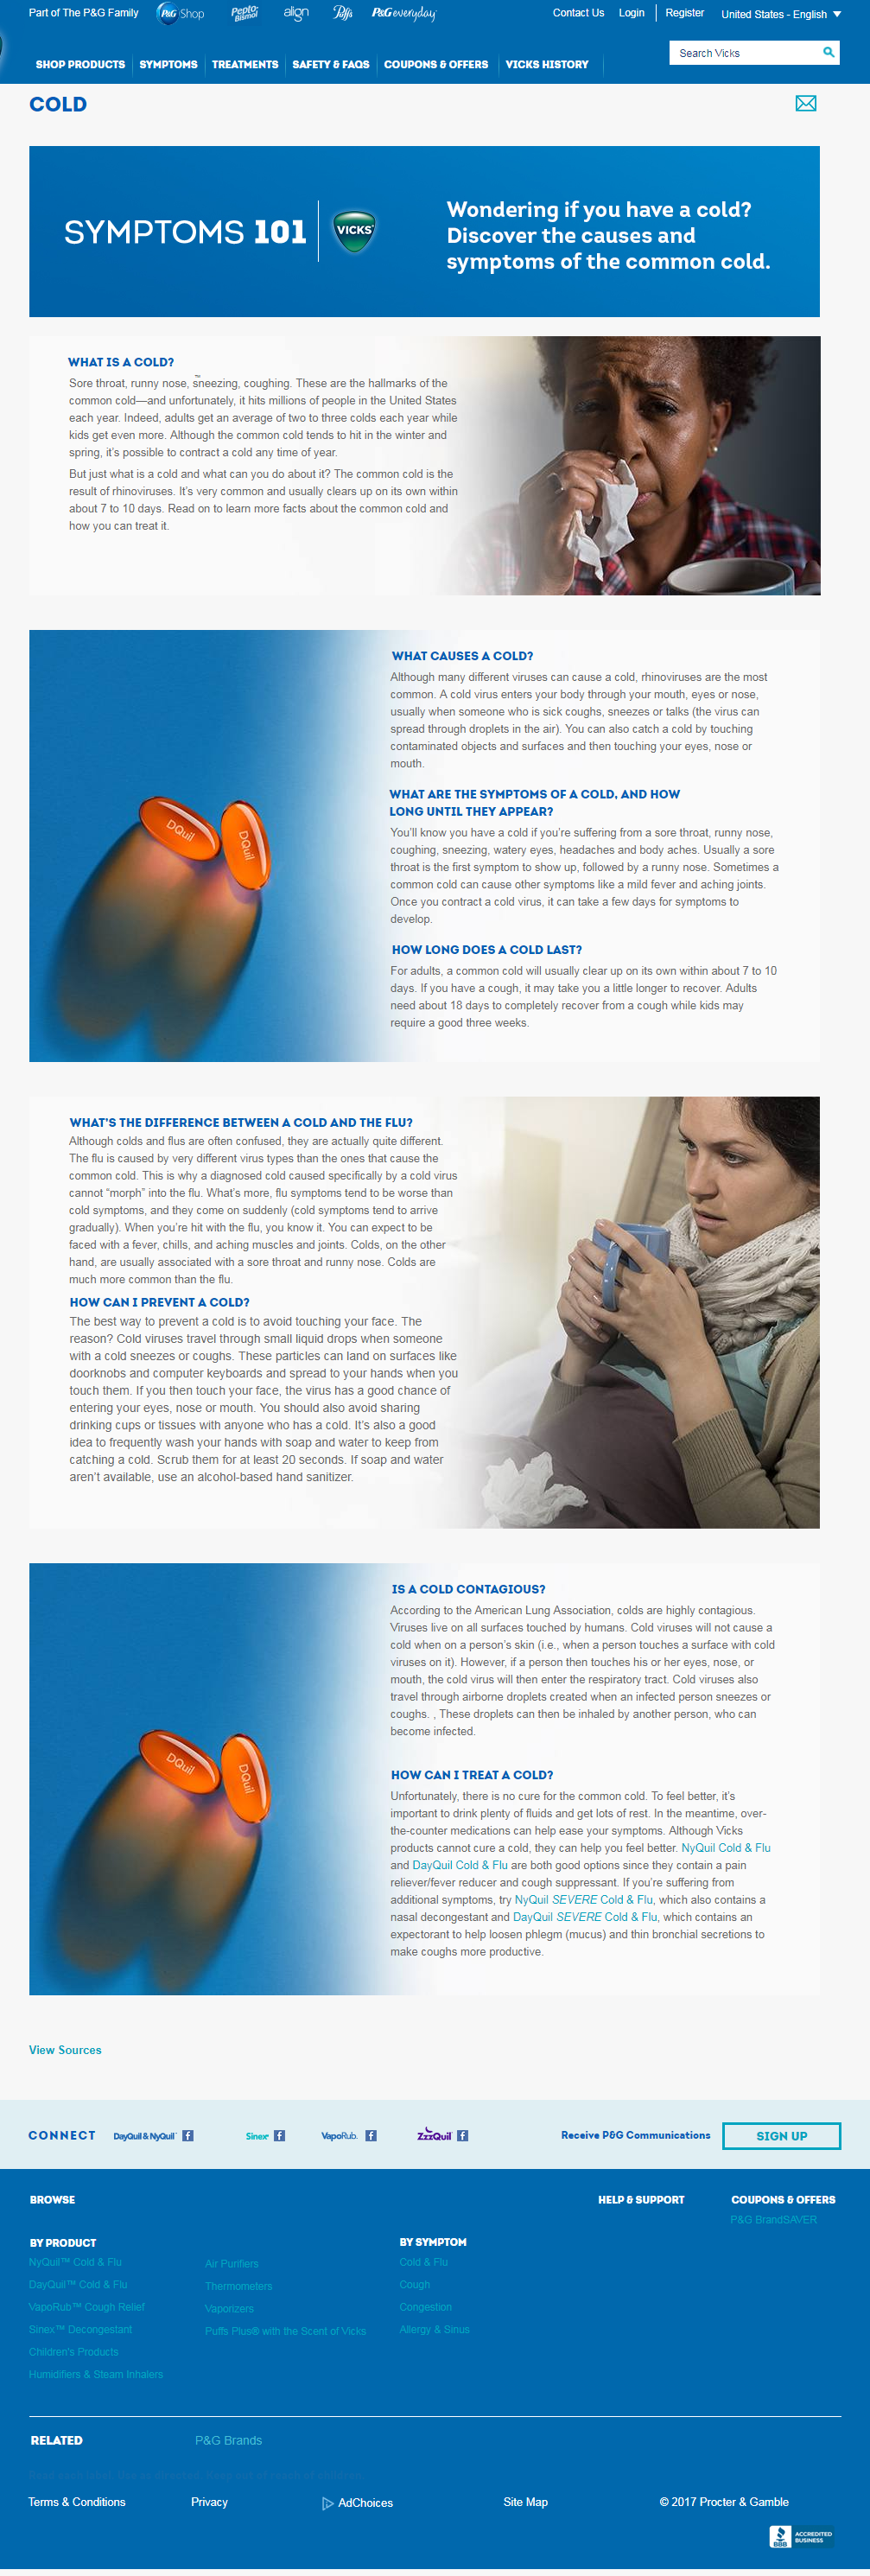 Part of The P&G Family P&G Shop Pepto Bismol align Puffs P&G everyday Contact Us Login Register United States - English
Search Vicks
SHOP PRODUCTS SYMPTOMS TREATMENTS SAFETY & FAQS COUPONS & OFFERS VICKS HISTORY
COLD
SYMPTOMS 101 VICKS
Wondering if you have a cold?
Discover the causes and
symptoms of the common cold.
WHAT IS A COLD?
Sore throat, runny nose, sneezing, coughing. These are the hallmarks of the
common cold—and unfortunately, it hits millions of people in the United States
each year. Indeed, adults get an average of two to three colds each year while
kids get even more. Although the common cold tends to hit in the winter and
spring, it's possible to contract a cold any time of year.
But just what is a cold and what can you do about it? The common cold is the
result of rhinoviruses. It's very common and usually clears up on its own within
about 7 to 10 days. Read on to learn more facts about the common cold and
how you can treat it.
DQuil
DQuil
WHAT CAUSES A COLD?
Although many different viruses can cause a cold, rhinoviruses are the most
common. A cold virus enters your body through your mouth, eyes or nose,
usually when someone who is sick coughs, sneezes or talks (the virus can
spread through droplets in the air). You can also catch a cold by touching
contaminated objects and surfaces and then touching your eyes, nose or
mouth.
WHAT ARE THE SYMPTOMS OF A COLD, AND HOW
LONG UNTIL THEY APPEAR?
You'll know you have a cold if you're suffering from a sore throat, runny nose,
coughing, sneezing, watery eyes, headaches and body aches. Usually a sore
throat is the first symptom to show up, followed by a runny nose. Sometimes a
common cold can cause other symptoms like a mild fever and aching joints.
Once you contract a cold virus, it can take a few days for symptoms to
develop.
HOW LONG DOES A COLD LAST?
For adults, a common cold will usually clear up on its own within about 7 to 10
days. If you have a cough, it may take you a little longer to recover. Adults
need about 18 days to completely recover from a cough while kids may
require a good three weeks.
WHAT'S THE DIFFERENCE BETWEEN A COLD AND THE FLU?
Although colds and flus are often confused, they are actually quite different.
The flu is caused by very different virus types than the ones that cause the
common cold. This is why a diagnosed cold caused specifically by a cold virus
cannot “morph” into the flu. What's more, flu symptoms tend to be worse than
cold symptoms, and they come on suddenly (cold symptoms tend to arrive
gradually). When you're hit with the flu, you know it. You can expect to be
faced with a fever, chills, and aching muscles and joints. Colds, on the other
hand, are usually associated with a sore throat and runny nose. Colds are
much more common than the flu.
HOW CAN I PREVENT A COLD?
The best way to prevent a cold is to avoid touching your face. The
reason? Cold viruses travel through small liquid drops when someone
with a cold sneezes or coughs. These particles can land on surfaces like
doorknobs and computer keyboards and spread to your hands when you
touch them. If you then touch your face, the virus has a good chance of
entering your eyes, nose or mouth. You should also avoid sharing
drinking cups or tissues with anyone who has a cold. It's also a good
idea to frequently wash your hands with soap and water to keep from
catching a cold. Scrub them for at least 20 seconds. If soap and water
aren't available, use an alcohol-based hand sanitizer.
DQuil
DQuil
IS A COLD CONTAGIOUS?
According to the American Lung Association, colds are highly contagious.
Viruses live on all surfaces touched by humans. Cold viruses will not cause a
cold when on a person's skin (i.e., when a person touches a surface with cold
viruses on it). However, if a person then touches his or her eyes, nose, or
mouth, the cold virus will then enter the respiratory tract. Cold viruses also
travel through airborne droplets created when an infected person sneezes or
coughs. , These droplets can then be inhaled by another person, who can
become infected.
HOW CAN I TREAT A COLD?
Unfortunately, there is no cure for the common cold. To feel better, it's
important to drink plenty of fluids and get lots of rest. In the meantime, over-
the-counter medications can help ease your symptoms. Although Vicks
products cannot cure a cold, they can help you feel better. NyQuil Cold & Flu
and DayQuil Cold & Flu are both good options since they contain a pain
reliever/fever reducer and cough suppressant. If you're suffering from
additional symptoms, try NyQuil SEVERE Cold & Flu, which also contains a
nasal decongestant and DayQuil SEVERE Cold & Flu, which contains an
expectorant to help loosen phlegm (mucus) and thin bronchial secretions to
make coughs more productive.
View Sources
CONNECT DayQuil & NyQuil f Sinex f VapoRub. f ZzzQuil f Receive P&G Communications SIGN UP
BROWSE HELP & SUPPORT COUPONS & OFFERS
P&G BrandSAVER
BY PRODUCT BY SYMPTOM
NyQuil™ Cold & Flu Air Purifiers Cold & Flu
DayQuil™ Cold & Flu Thermometers Cough
VapoRub™ Cough Relief Vaporizers Congestion
Sinex™ Decongestant Puffs Plus® with the Scent of Vicks Allergy & Sinus
Children's Products
Humidifiers & Steam Inhalers
RELATED P&G Brands
Terms & Conditions Privacy AdChoices Site Map © 2017 Procter & Gamble
BBB ACCREDITED
BUSINESS